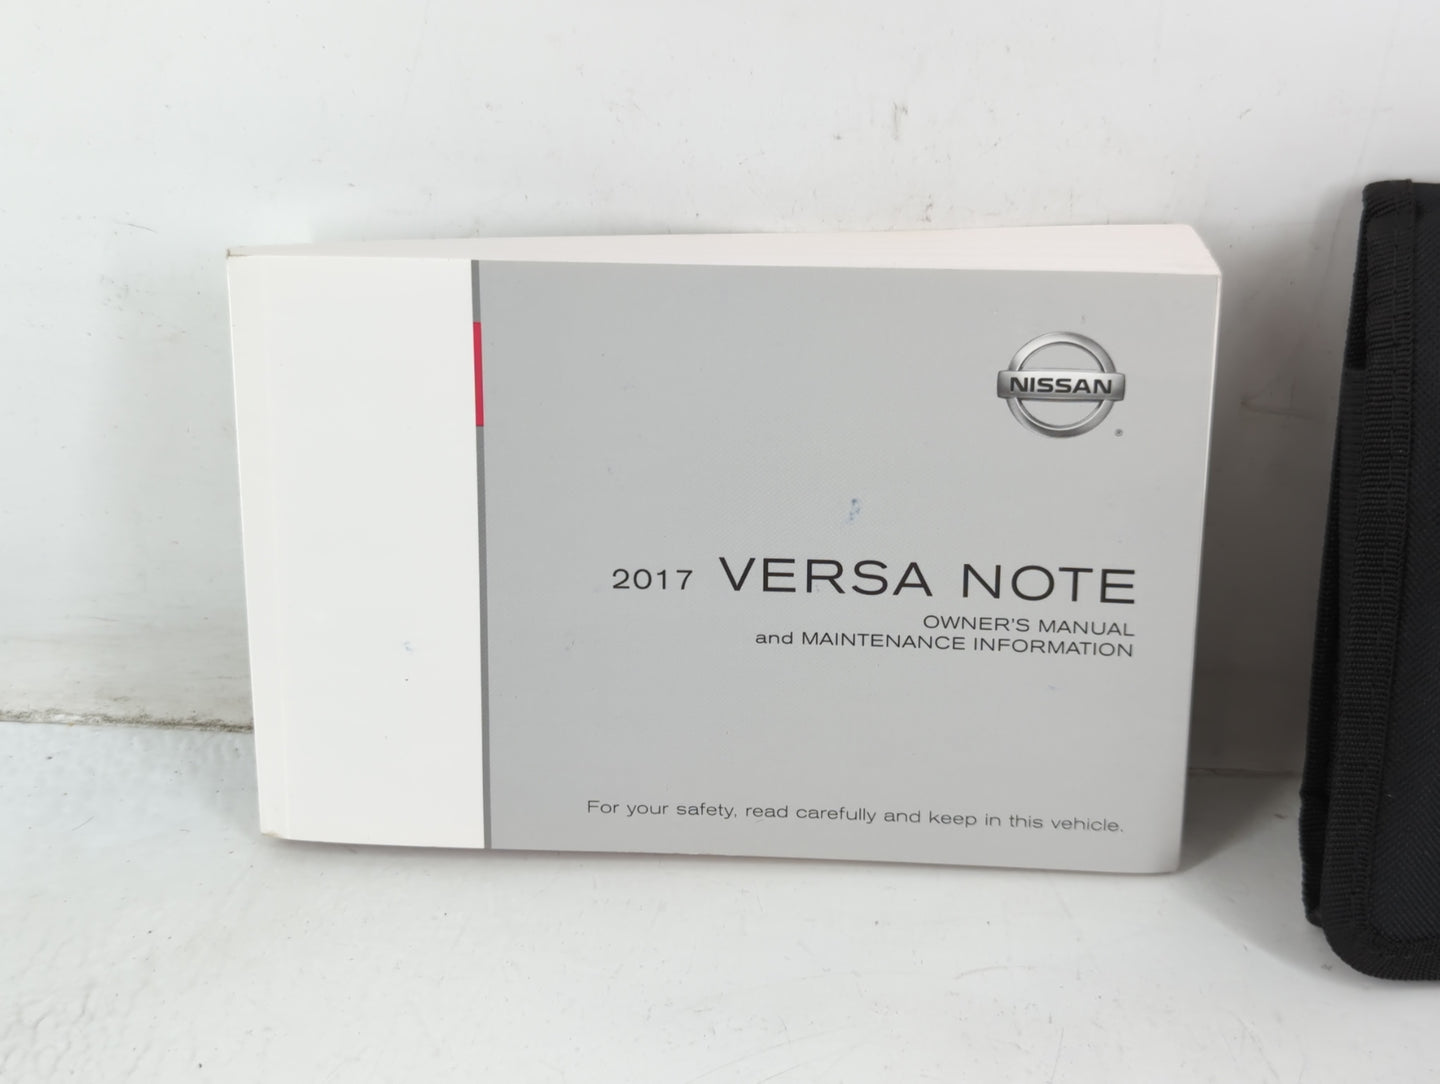 NISSAN
®
2017 VERSA NOTE
OWNER'S MANUAL
and MAINTENANCE INFORMATION
For your safety, read carefully and keep in this vehicle.